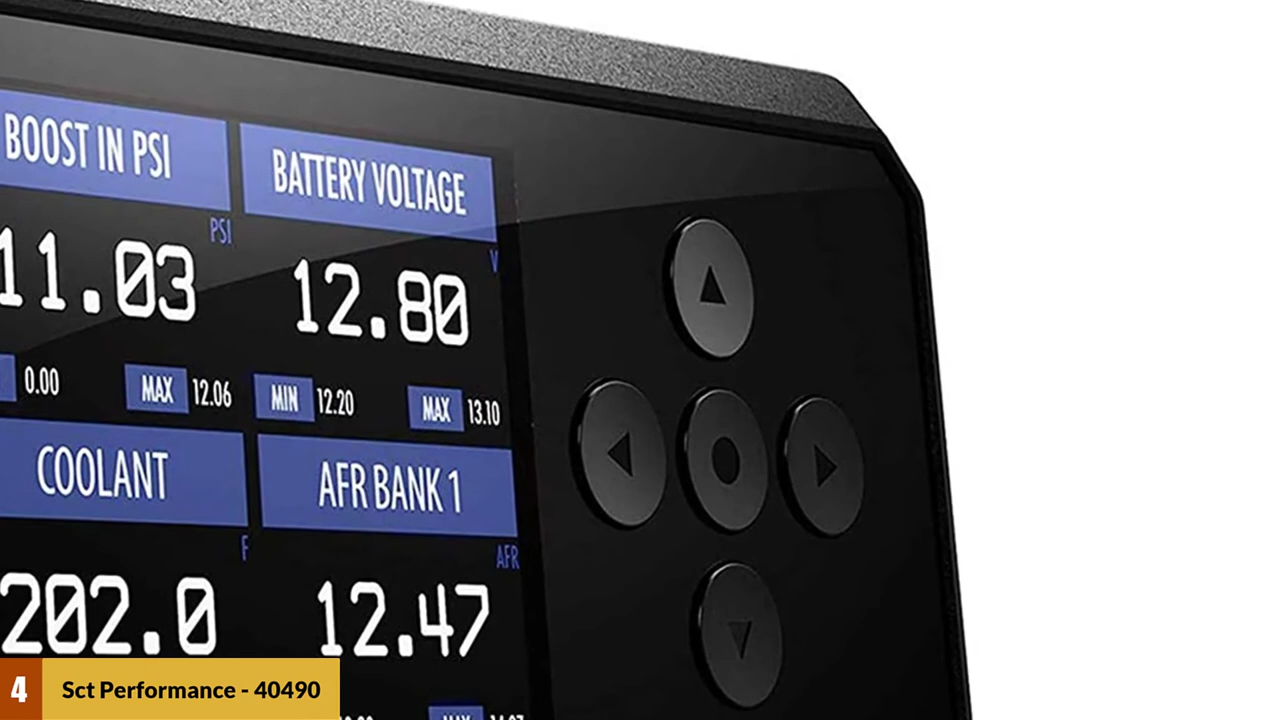 BOOST IN PSI
BATTERY VOLTAGE
PSI
V
11.03
12.80
0.00
MAX 12.06
MIN 12.20
MAX 13.10
COOLANT
AFR BANK 1
F
AFR
202.0
12.47
MAX
4
Sct Performance - 40490